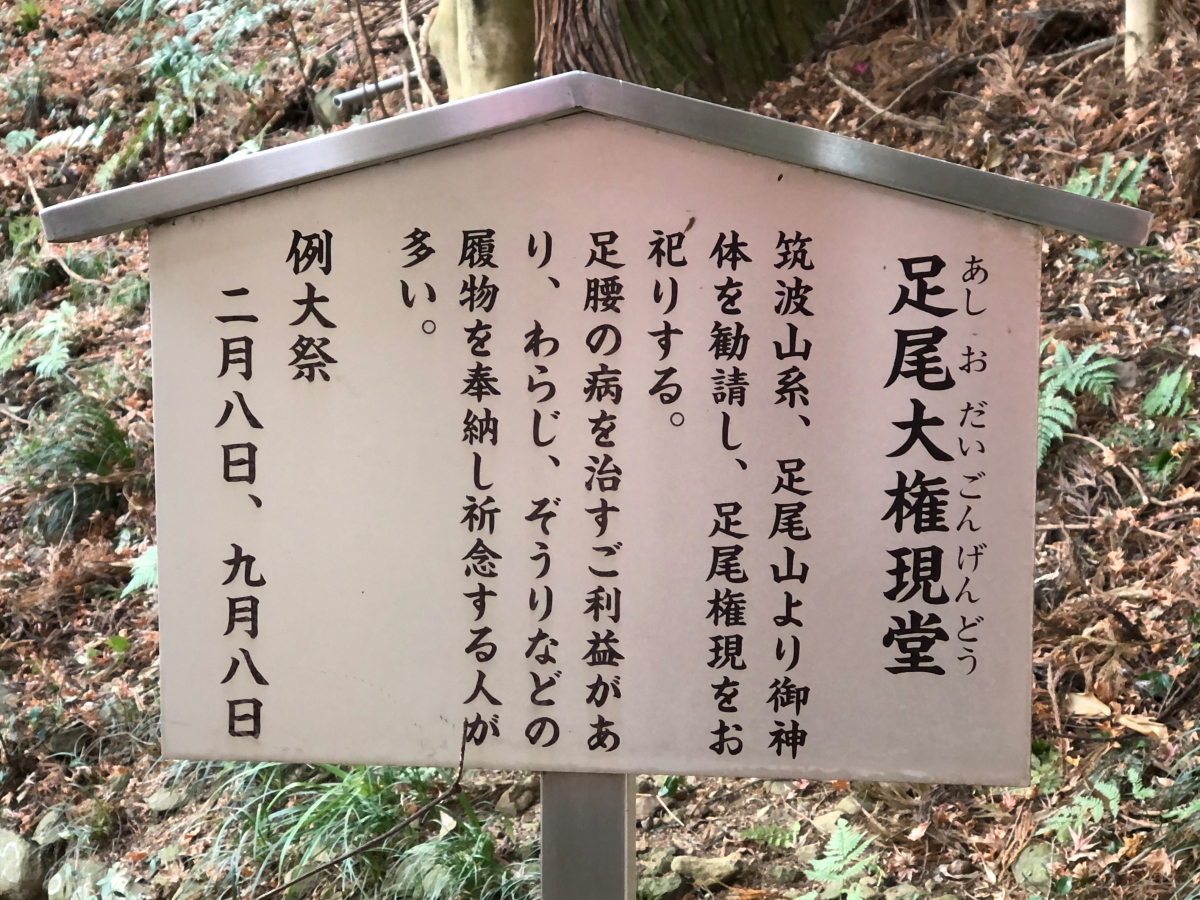 足尾大権現堂
あしおだいごんげんどう
筑波山系、足尾山より御神
体を勧請し、足尾権現をお
祀りする。
足腰の病を治すご利益があ
り、わらじ、ぞうりなどの
履物を奉納し祈念する人が
多い。
例大祭
二月八日、九月八日